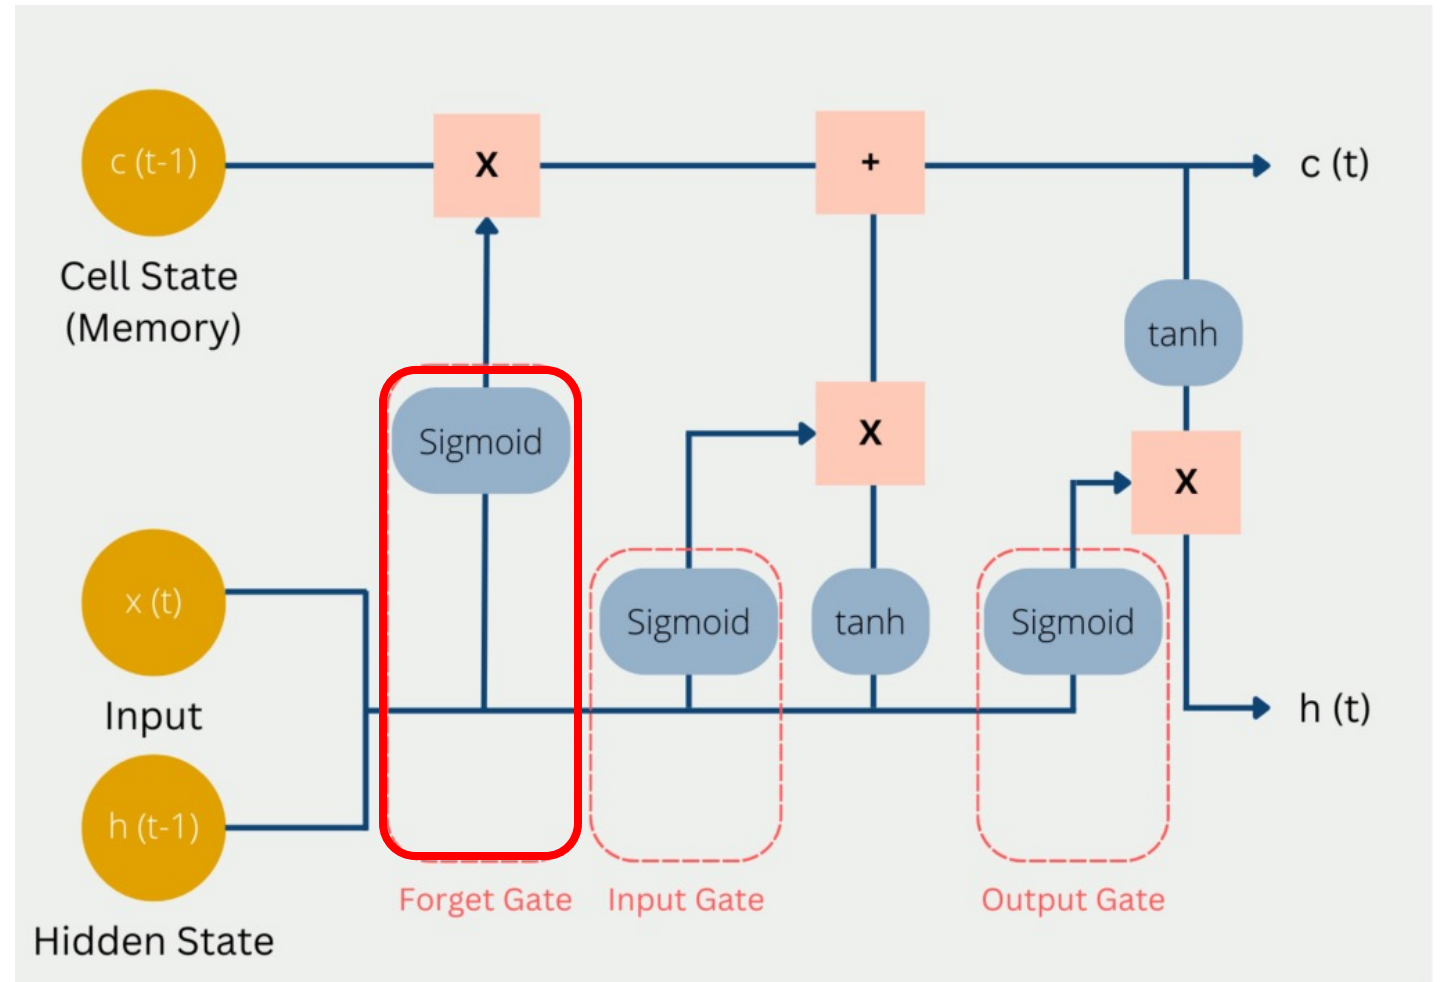 c (t-1)
X
+
c (t)
Cell State
(Memory)
tanh
Sigmoid
X
X
x (t)
Sigmoid
tanh
Sigmoid
Input
h (t)
h (t-1)
Forget Gate
Input Gate
Output Gate
Hidden State